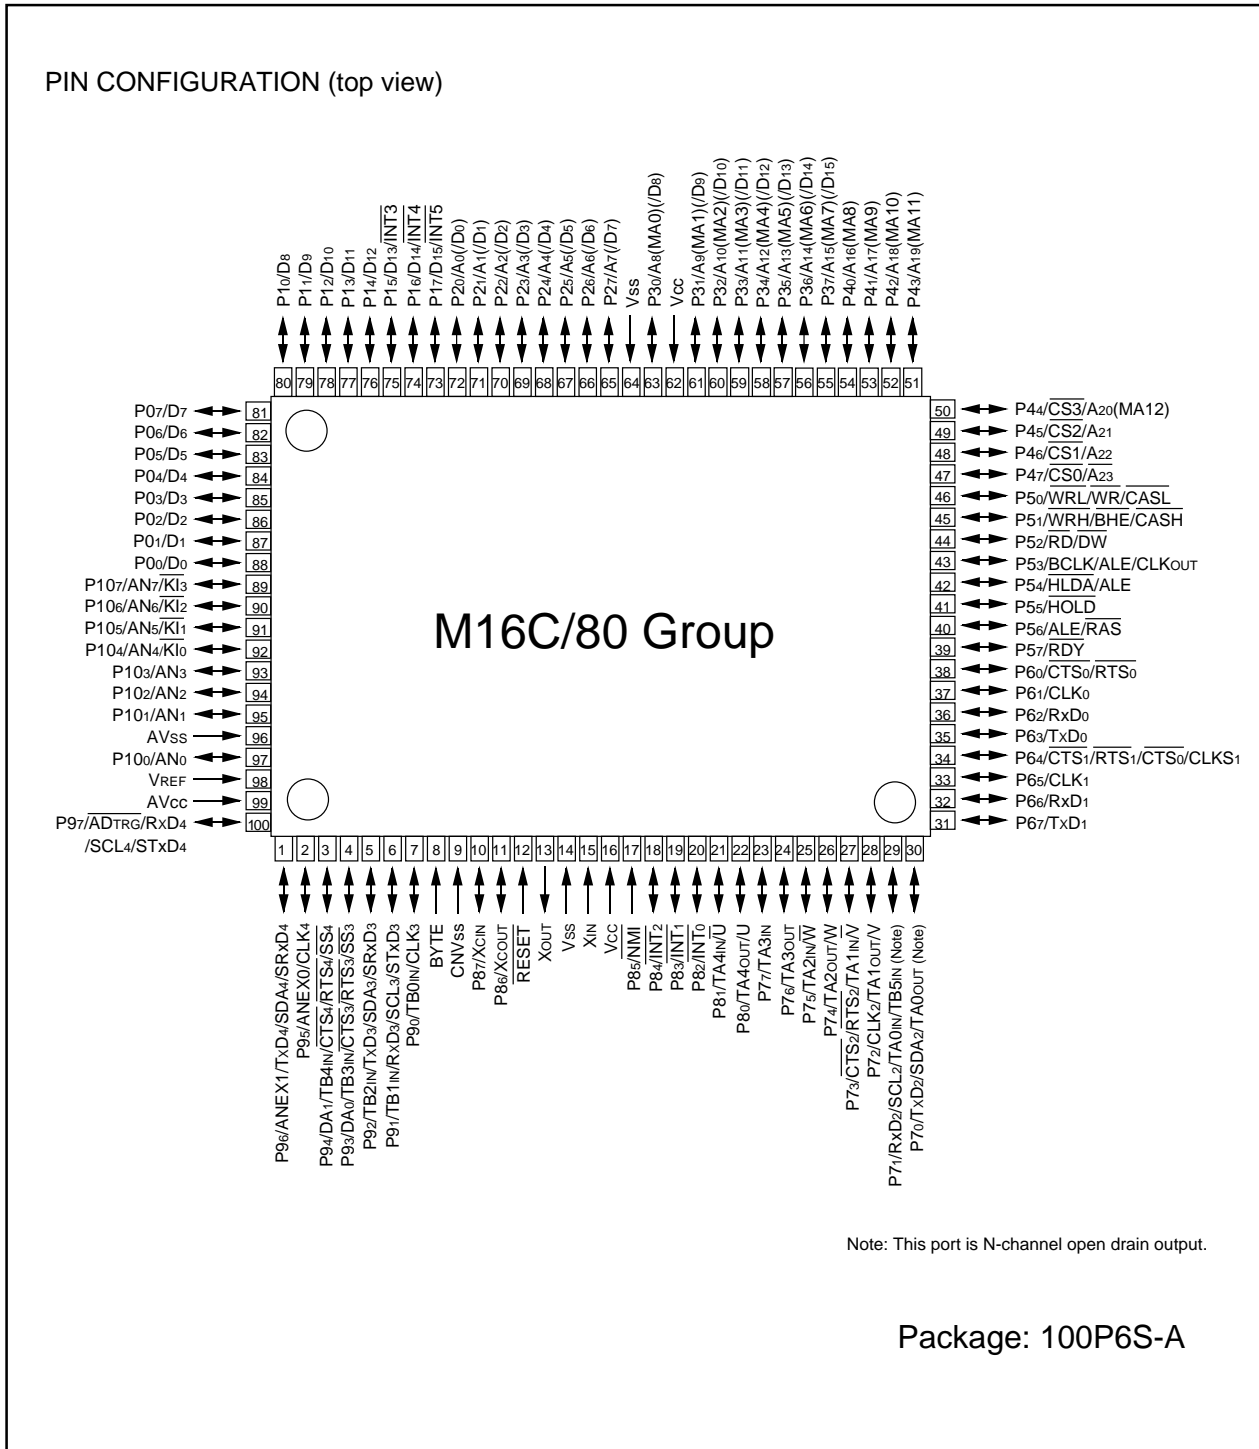 PIN CONFIGURATION (top view)
P10/D8
P11/D9
P12/D10
P13/D11
P14/D12
P15/D13/INT3
P16/D14/INT4
P17/D15/INT5
P20/A0(/D0)
P21/A1(/D1)
P22/A2(/D2)
P23/A3(/D3)
P24/A4(/D4)
P25/A5(/D5)
P26/A6(/D6)
P27/A7(/D7)
Vss
P30/A8(MA0)(/D8)
Vcc
P31/A9(MA1)(/D9)
P32/A10(MA2)(/D10)
P33/A11(MA3)(/D11)
P34/A12(MA4)(/D12)
P35/A13(MA5)(/D13)
P36/A14(MA6)(/D14)
P37/A15(MA7)(/D15)
P40/A16(MA8)
P41/A17(MA9)
P42/A18(MA10)
P43/A19(MA11)
80 79 78 77 76 75 74 73 72 71 70 69 68 67 66 65 64 63 62 61 60 59 58 57 56 55 54 53 52 51
P07/D7 81
P06/D6 82
P05/D5 83
P04/D4 84
P03/D3 85
P02/D2 86
P01/D1 87
P00/D0 88
P107/AN7/KI3 89
P106/AN6/KI2 90
P105/AN5/KI1 91
P104/AN4/KI0 92
P103/AN3 93
P102/AN2 94
P101/AN1 95
AVSS 96
P100/AN0 97
VREF 98
AVCC 99
P97/ADTRG/RXD4 100
/SCL4/STxD4
M16C/80 Group
50 P44/CS3/A20(MA12)
49 P45/CS2/A21
48 P46/CS1/A22
47 P47/CS0/A23
46 P50/WRL/WR/CASL
45 P51/WRH/BHE/CASH
44 P52/RD/DW
43 P53/BCLK/ALE/CLKOUT
42 P54/HLDA/ALE
41 P55/HOLD
40 P56/ALE/RAS
39 P57/RDY
38 P60/CTS0/RTS0
37 P61/CLK0
36 P62/RxD0
35 P63/TXD0
34 P64/CTS1/RTS1/CTS0/CLKS1
33 P65/CLK1
32 P66/RxD1
31 P67/TXD1
1 2 3 4 5 6 7 8 9 10 11 12 13 14 15 16 17 18 19 20 21 22 23 24 25 26 27 28 29 30
P96/ANEX1/TXD4/SDA4/SRxD4
P95/ANEX0/CLK4
P94/DA1/TB4IN/CTS4/RTS4/SS4
P93/DA0/TB3IN/CTS3/RTS3/SS3
P92/TB2IN/TXD3/SDA3/SRxD3
P91/TB1IN/RXD3/SCL3/STxD3
P90/TB0IN/CLK3
BYTE
CNVss
P87/XCIN
P86/XCOUT
RESET
XOUT
VSS
XIN
VCC
P85/NMI
P84/INT2
P83/INT1
P82/INT0
P81/TA4IN/U
P80/TA4OUT/U
P77/TA3IN
P76/TA3OUT
P75/TA2IN/W
P74/TA2OUT/W
P73/CTS2/RTS2/TA1IN/V
P72/CLK2/TA1OUT/V
P71/RxD2/SCL2/TA0IN/TB5IN (Note)
P70/TXD2/SDA2/TA0OUT (Note)
Note: This port is N-channel open drain output.
Package: 100P6S-A